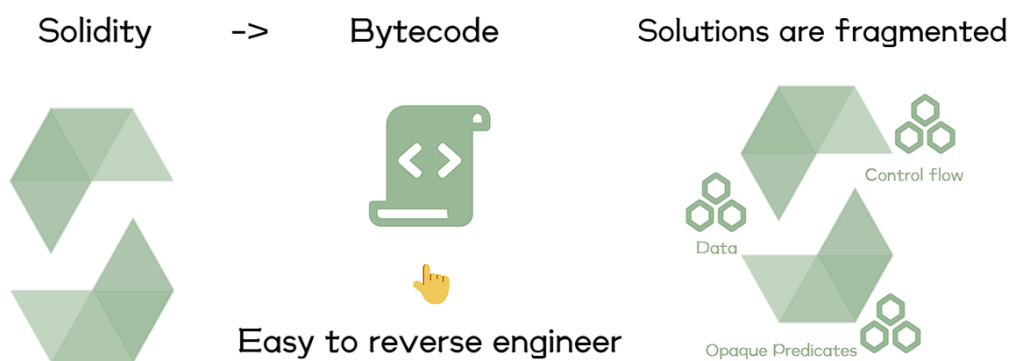 Solidity -> Bytecode
Solutions are fragmented
Control flow
Data
Easy to reverse engineer
Opaque Predicates